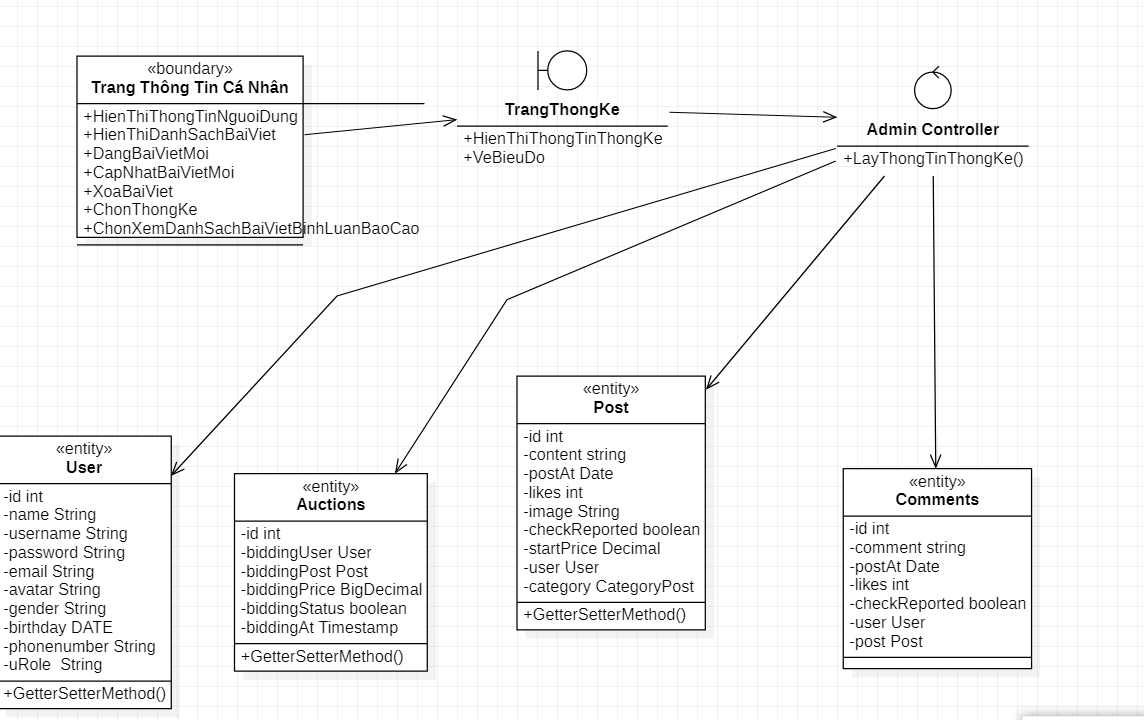 «boundary»
Trang Thông Tin Cá Nhân
+HienThiThongTinNguoiDung
+HienThiDanhSachBaiViet
+DangBaiVietMoi
+CapNhatBaiVietMoi
+XoaBaiViet
+ChonThongKe
+ChonXemDanhSachBaiVietBinhLuanBaoCao
TrangThongKe
+HienThiThongTinThongKe
+VeBieuDo
Admin Controller
+LayThongTinThongKe()
«entity»
User
-id int
-name String
-username String
-password String
-email String
-avatar String
-gender String
-birthday DATE
-phonenumber String
-uRole  String
+GetterSetterMethod()
«entity»
Auctions
-id int
-biddingUser User
-biddingPost Post
-biddingPrice BigDecimal
-biddingStatus boolean
-biddingAt Timestamp
+GetterSetterMethod()
«entity»
Post
-id int
-content string
-postAt Date
-likes int
-image String
-checkReported boolean
-startPrice Decimal
-user User
-category CategoryPost
+GetterSetterMethod()
«entity»
Comments
-id int
-comment string
-postAt Date
-likes int
-checkReported boolean
-user User
-post Post